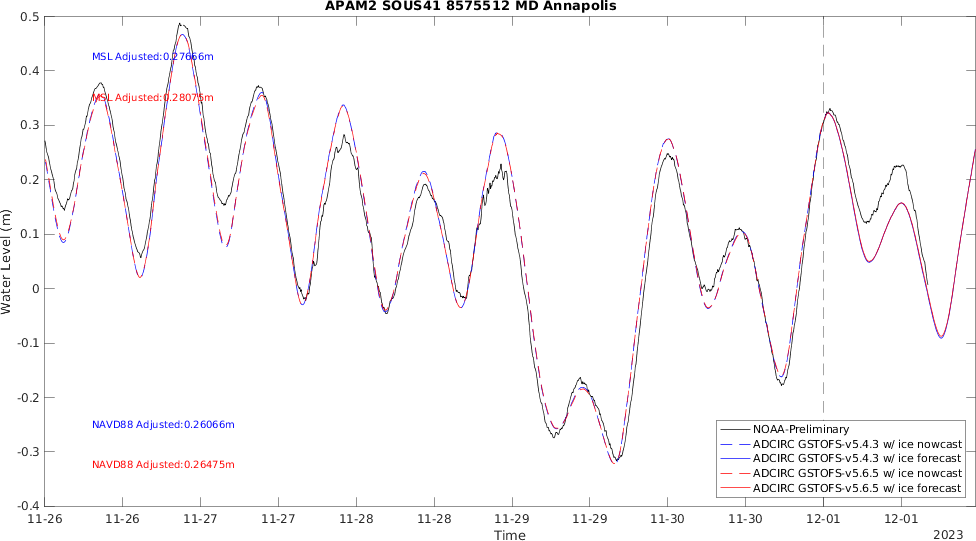 APAM2 SOUS41 8575512 MD Annapolis
0.5
0.4
0.3
0.2
0.1
0
-0.1
-0.2
-0.3
-0.4
Water Level (m)
MSL Adjusted:0.27666m
MSL Adjusted:0.28075m
NAVD88 Adjusted:0.26066m
NAVD88 Adjusted:0.26475m
NOAA-Preliminary
ADCIRC GSTOFS-v5.4.3 w/ ice nowcast
ADCIRC GSTOFS-v5.4.3 w/ ice forecast
ADCIRC GSTOFS-v5.6.5 w/ ice nowcast
ADCIRC GSTOFS-v5.6.5 w/ ice forecast
11-26 11-26 11-27 11-27 11-28 11-28 11-29 11-29 11-30 11-30 12-01 12-01
Time
2023